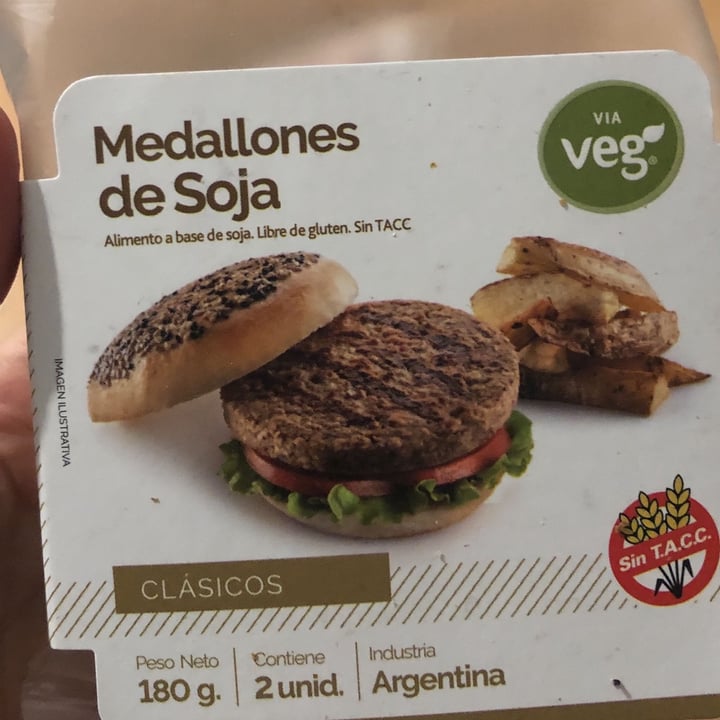 Medallones
de Soja
Alimento a base de soja. Libre de gluten. Sin TACC
VIA
veg®
IMAGEN ILUSTRATIVA
Sin T.A.C.C.
CLÁSICOS
Peso Neto
180 g.
Contiene
2 unid.
Industria
Argentina